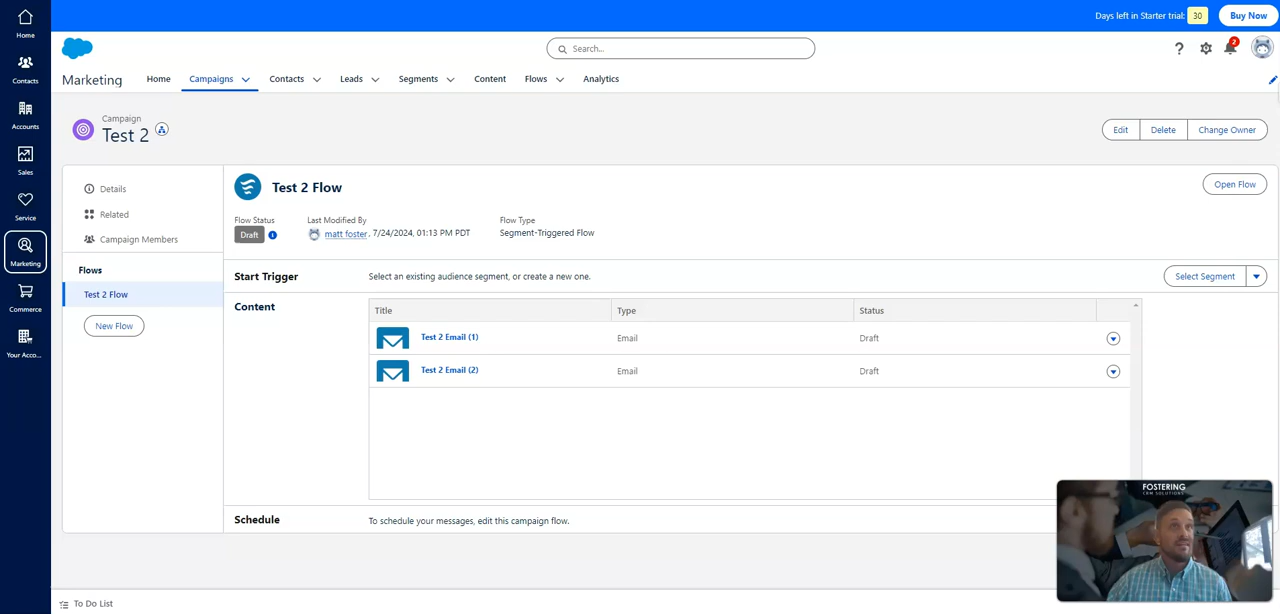 Days left in Starter trial: 30 Buy Now
Home
Search...
2
Contacts
Marketing Home Campaigns Contacts Leads Segments Content Flows Analytics
Accounts
Campaign
Test 2
Edit Delete Change Owner
Sales
Details
Related
Campaign Members
Flows
Test 2 Flow
New Flow
Service
Marketing
Commerce
Your Acco...
Test 2 Flow
Open Flow
Flow Status Last Modified By Flow Type
Draft matt foster, 7/24/2024, 01:13 PM PDT Segment-Triggered Flow
Start Trigger Select an existing audience segment, or create a new one. Select Segment
Content
Title Type Status
Test 2 Email (1) Email Draft
Test 2 Email (2) Email Draft
Schedule To schedule your messages, edit this campaign flow.
FOSTERING
CRM SOLUTIONS
To Do List